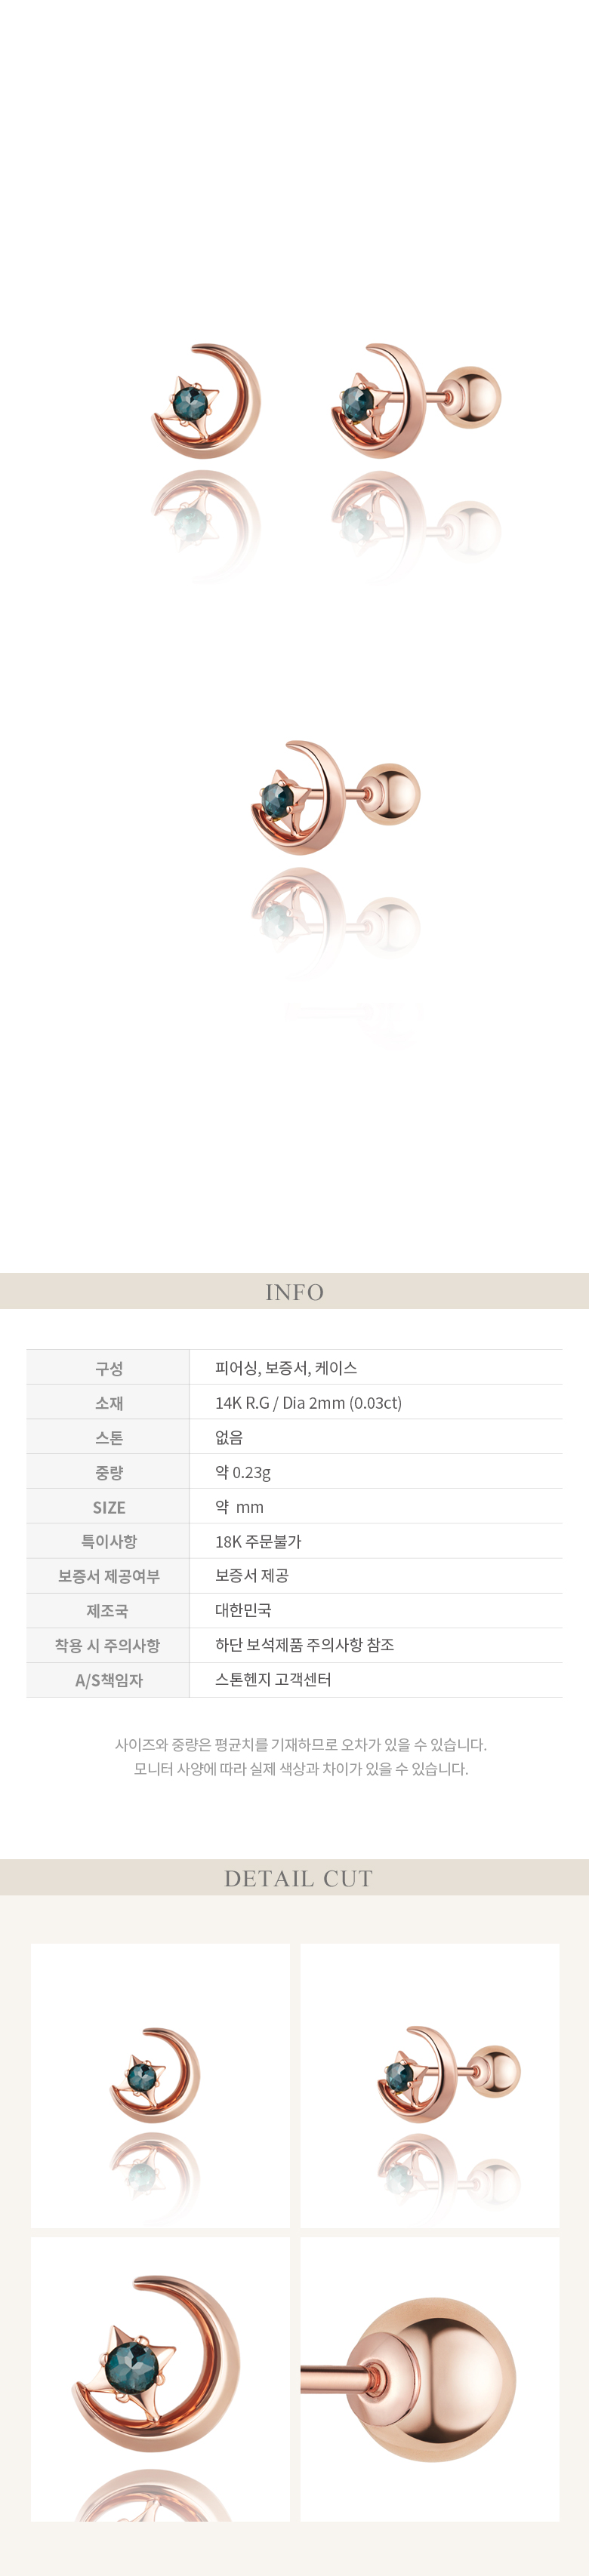 INFO
구성 피어싱, 보증서, 케이스
소재 14K R.G / Dia 2mm (0.03ct)
스톤 없음
중량 약 0.23g
SIZE 약 mm
특이사항 18K 주문불가
보증서 제공여부 보증서 제공
제조국 대한민국
착용 시 주의사항 하단 보석제품 주의사항 참조
A/S책임자 스톤헨지 고객센터
사이즈와 중량은 평균치를 기재하므로 오차가 있을 수 있습니다.
모니터 사양에 따라 실제 색상과 차이가 있을 수 있습니다.
DETAIL CUT